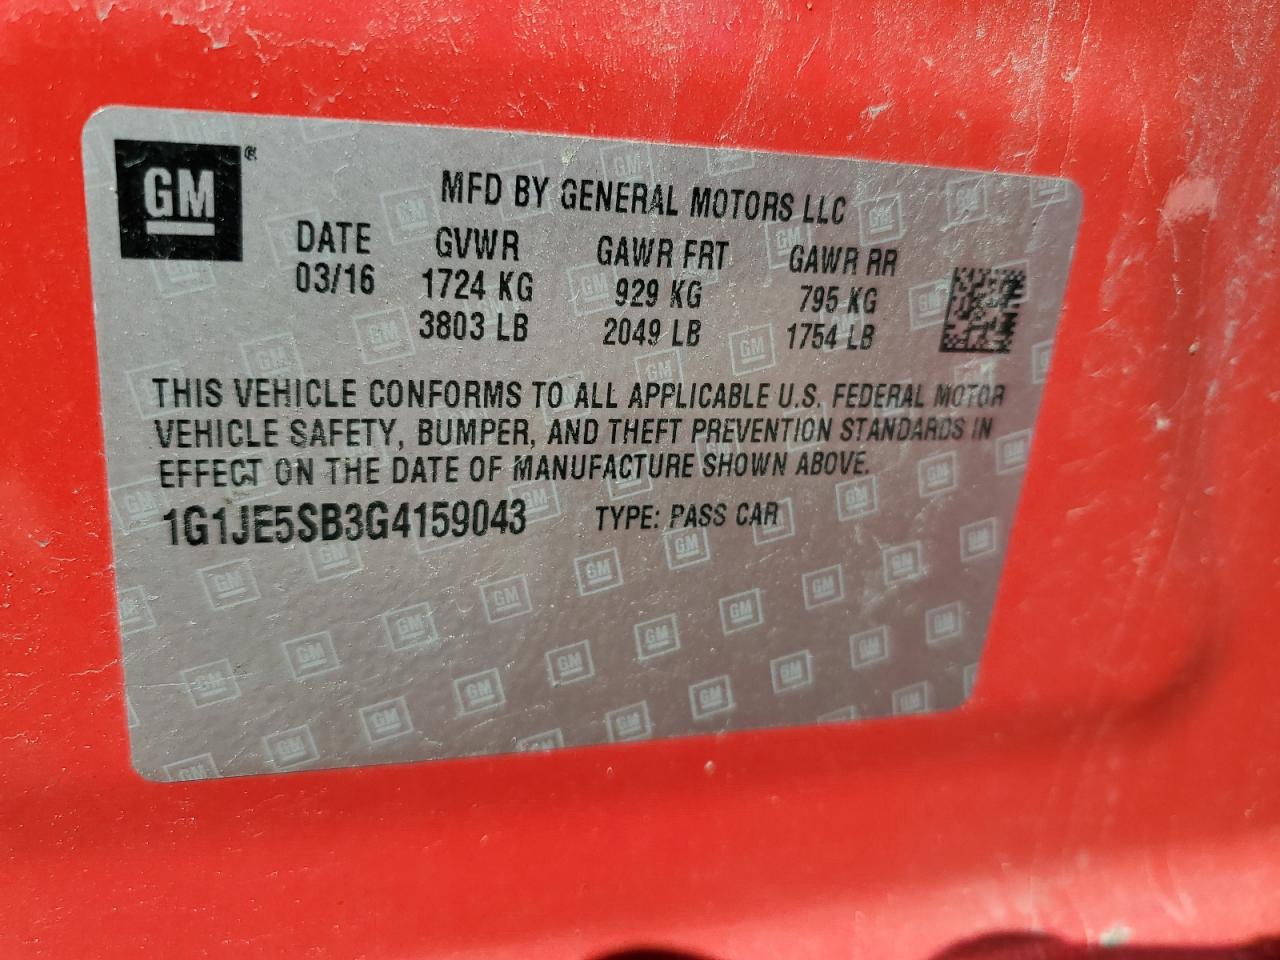 GM ®
MFD BY GENERAL MOTORS LLC
DATE GVWR GAWR FRT GAWR RR
03/16 1724 KG 929 KG 795 KG
3803 LB 2049 LB 1754 LB
THIS VEHICLE CONFORMS TO ALL APPLICABLE U.S. FEDERAL MOTOR
VEHICLE SAFETY, BUMPER, AND THEFT PREVENTION STANDARDS IN
EFFECT ON THE DATE OF MANUFACTURE SHOWN ABOVE.
1G1JE5SB3G4159043 TYPE: PASS CAR